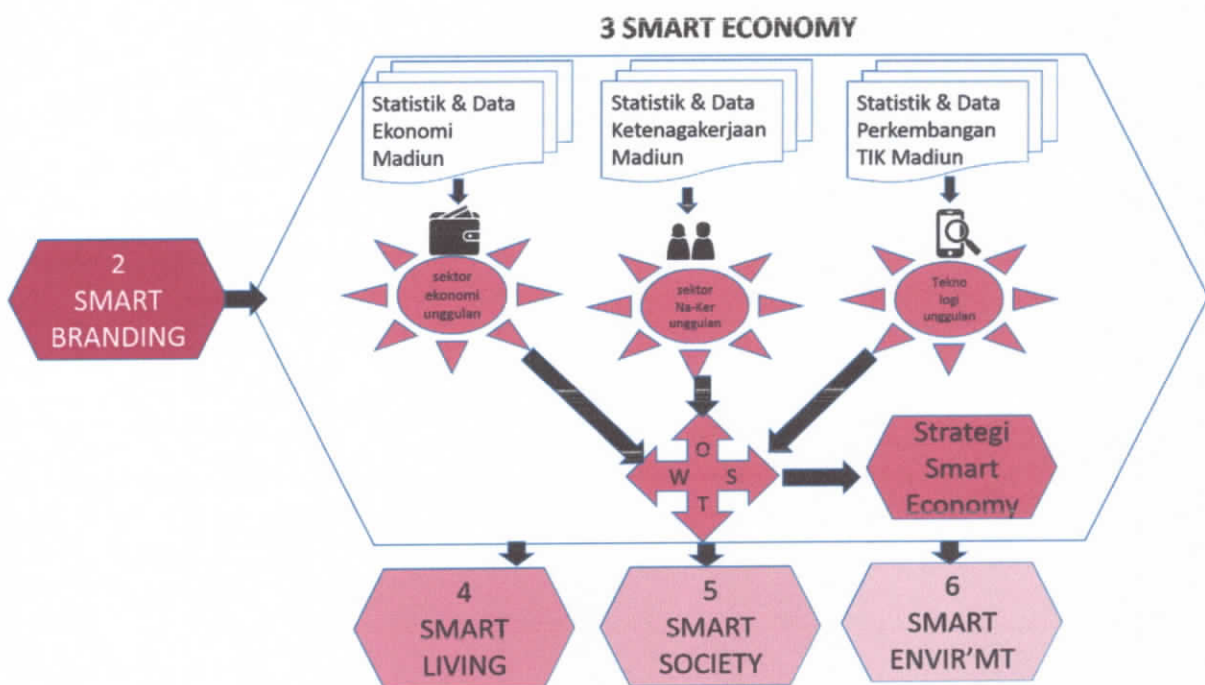 3 SMART ECONOMY
Statistik & Data
Ekonomi
Madiun
Statistik & Data
Ketenagakerjaan
Madiun
Statistik & Data
Perkembangan
TIK Madiun
2
SMART
BRANDING
sektor
ekonomi
unggulan
sektor
Na-Ker
unggulan
Tekno
logi
unggulan
O
W S
T
Strategi
Smart
Economy
4
SMART
LIVING
5
SMART
SOCIETY
6
SMART
ENVIR'MT